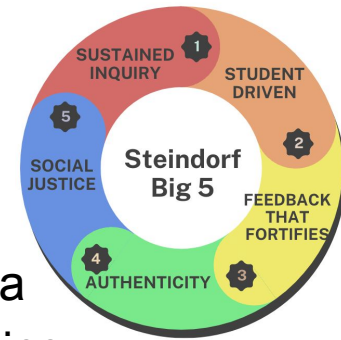 SUSTAINED
INQUIRY
1
STUDENT
DRIVEN
2
FEEDBACK
THAT
FORTIFIES
3
AUTHENTICITY
4
SOCIAL
JUSTICE
5
Steindorf
Big 5
a